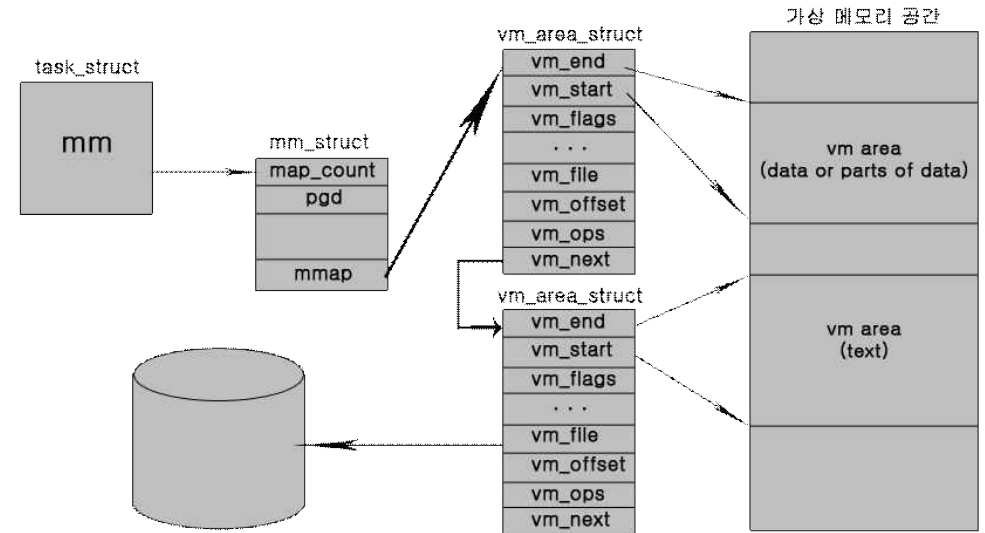 가상 메모리 공간
vm_area_struct
task_struct
vm_end
vm_start
mm
vm_flags
mm_struct
. . .
map_count
vm_file
pgd
vm_offset
vm_ops
mmap
vm_next
vm area
(data or parts of data)
vm_area_struct
vm_end
vm_start
vm_flags
. . .
vm_file
vm_offset
vm_ops
vm_next
vm area
(text)